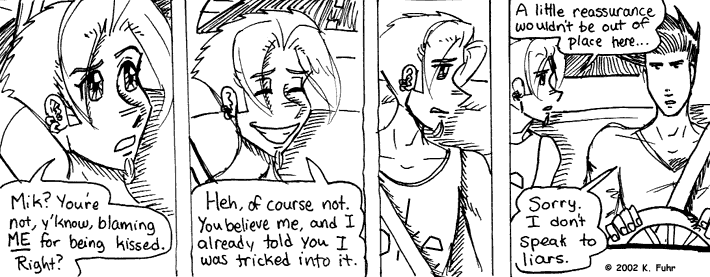 Mik? You're
not, y'know, blaming
ME for being kissed.
Right?
Heh, of course not.
You believe me, and I
already told you I
was tricked into it.
A little reassurance
wouldn't be out of
place here...
Sorry.
I don't
speak to
liars.
© 2002 K. Fuhr